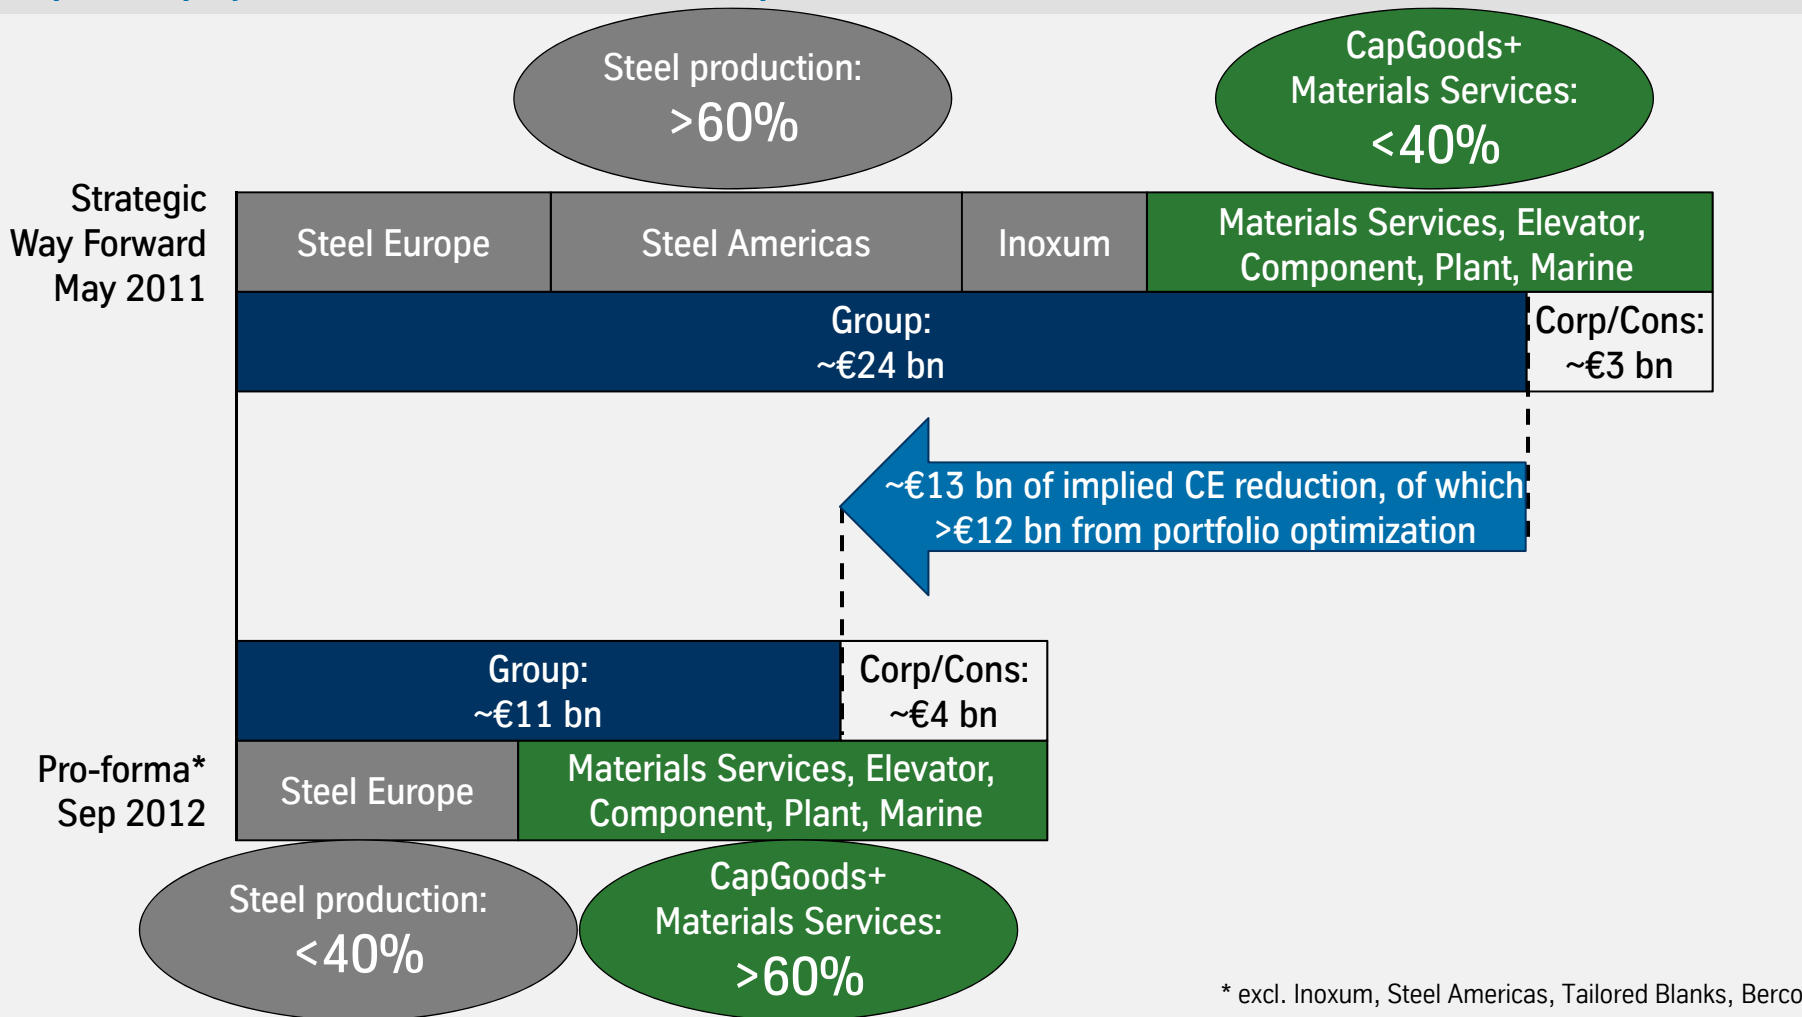 Steel production:
>60%
CapGoods+
Materials Services:
<40%
Strategic
Way Forward
May 2011
Steel Europe
Steel Americas
Inoxum
Materials Services, Elevator,
Component, Plant, Marine
Group:
~€24 bn
Corp/Cons:
~€3 bn
~€13 bn of implied CE reduction, of which
>€12 bn from portfolio optimization
Group:
~€11 bn
Corp/Cons:
~€4 bn
Pro-forma*
Sep 2012
Steel Europe
Materials Services, Elevator,
Component, Plant, Marine
Steel production:
<40%
CapGoods+
Materials Services:
>60%
* excl. Inoxum, Steel Americas, Tailored Blanks, Berco